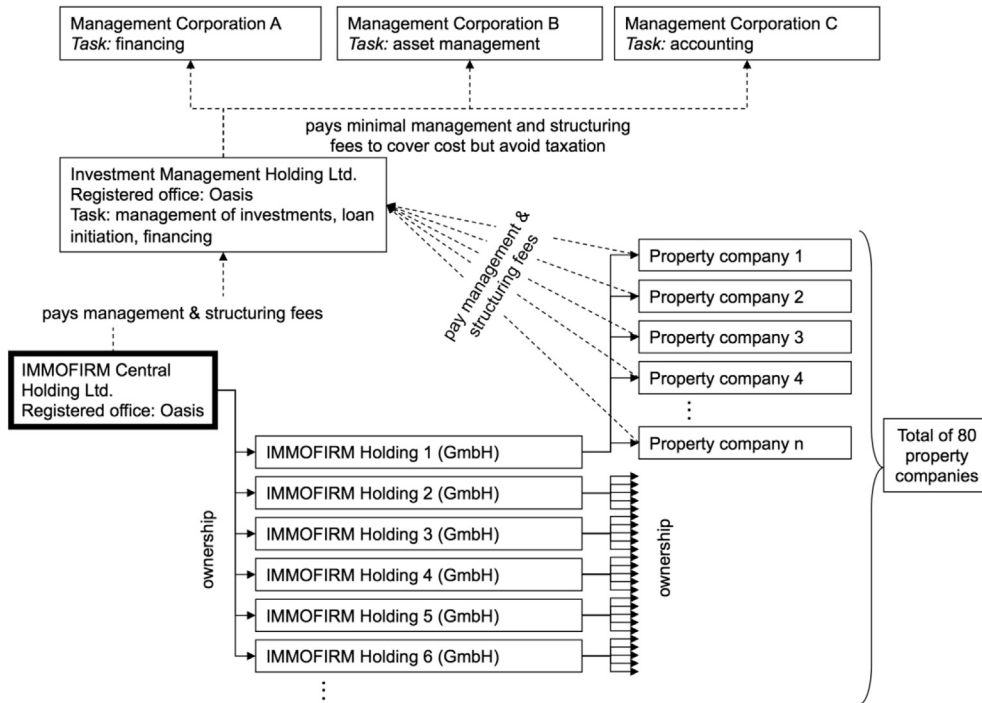 Management Corporation A
Task: financing
Management Corporation B
Task: asset management
Management Corporation C
Task: accounting
pays minimal management and structuring
fees to cover cost but avoid taxation
Investment Management Holding Ltd.
Registered office: Oasis
Task: management of investments, loan
initiation, financing
pay management &
structuring fees
pays management & structuring fees
IMMOFIRM Central
Holding Ltd.
Registered office: Oasis
Property company 1
Property company 2
Property company 3
Property company 4
⋮
Property company n
Total of 80
property
companies
ownership
IMMOFIRM Holding 1 (GmbH)
IMMOFIRM Holding 2 (GmbH)
IMMOFIRM Holding 3 (GmbH)
IMMOFIRM Holding 4 (GmbH)
IMMOFIRM Holding 5 (GmbH)
IMMOFIRM Holding 6 (GmbH)
⋮
ownership